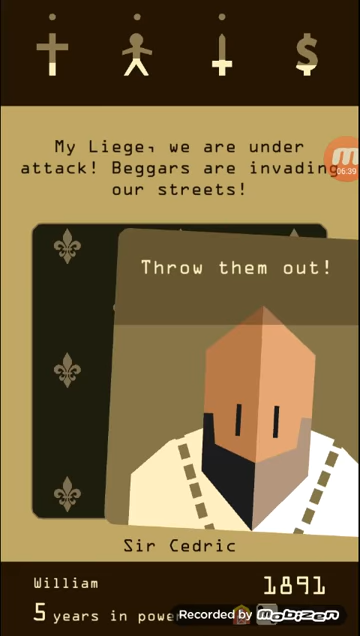 My Liege, we are under
attack! Beggars are invading
our streets!
06:39
Throw them out!
Sir Cedric
William
1891
5 years in power
Recorded by mobizen